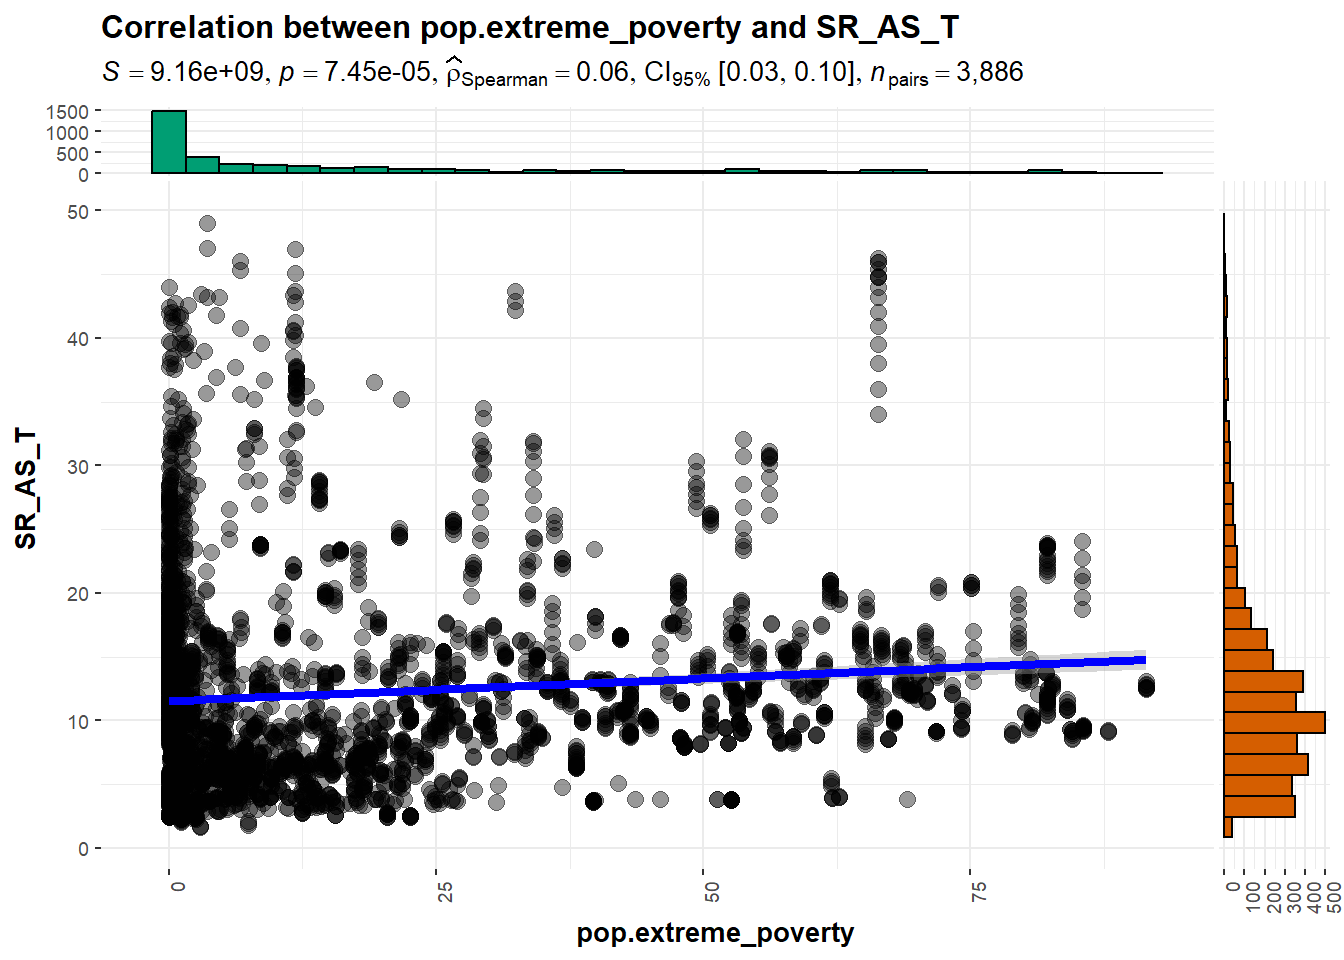 Correlation between pop.extreme_poverty and SR_AS_T
S = 9.16e+09, p = 7.45e-05, ρ̂Spearman = 0.06, CI95% [0.03, 0.10], npairs = 3,886
1500
1000
500
0
50
40
30
20
10
0
SR_AS_T
0 25 50 75
0 100 200 300 400 500
pop.extreme_poverty